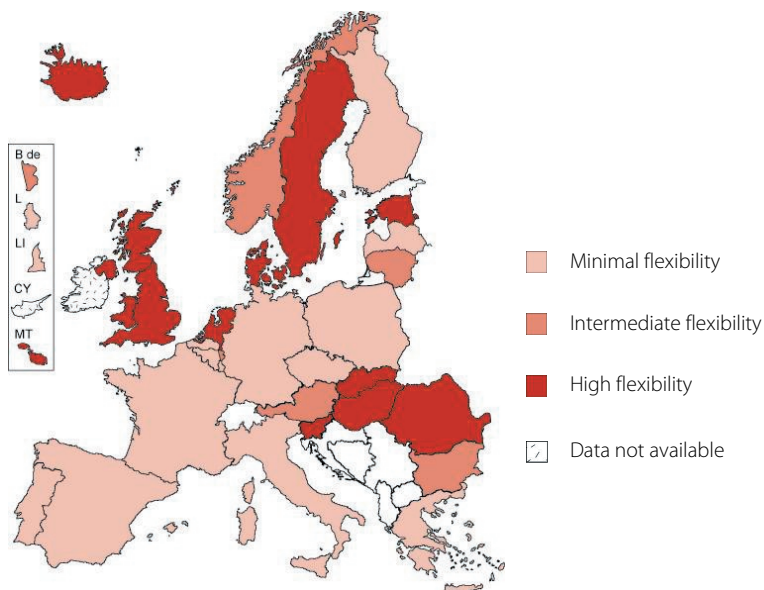 B de
L
LI
CY
MT
Minimal flexibility
Intermediate flexibility
High flexibility
Data not available